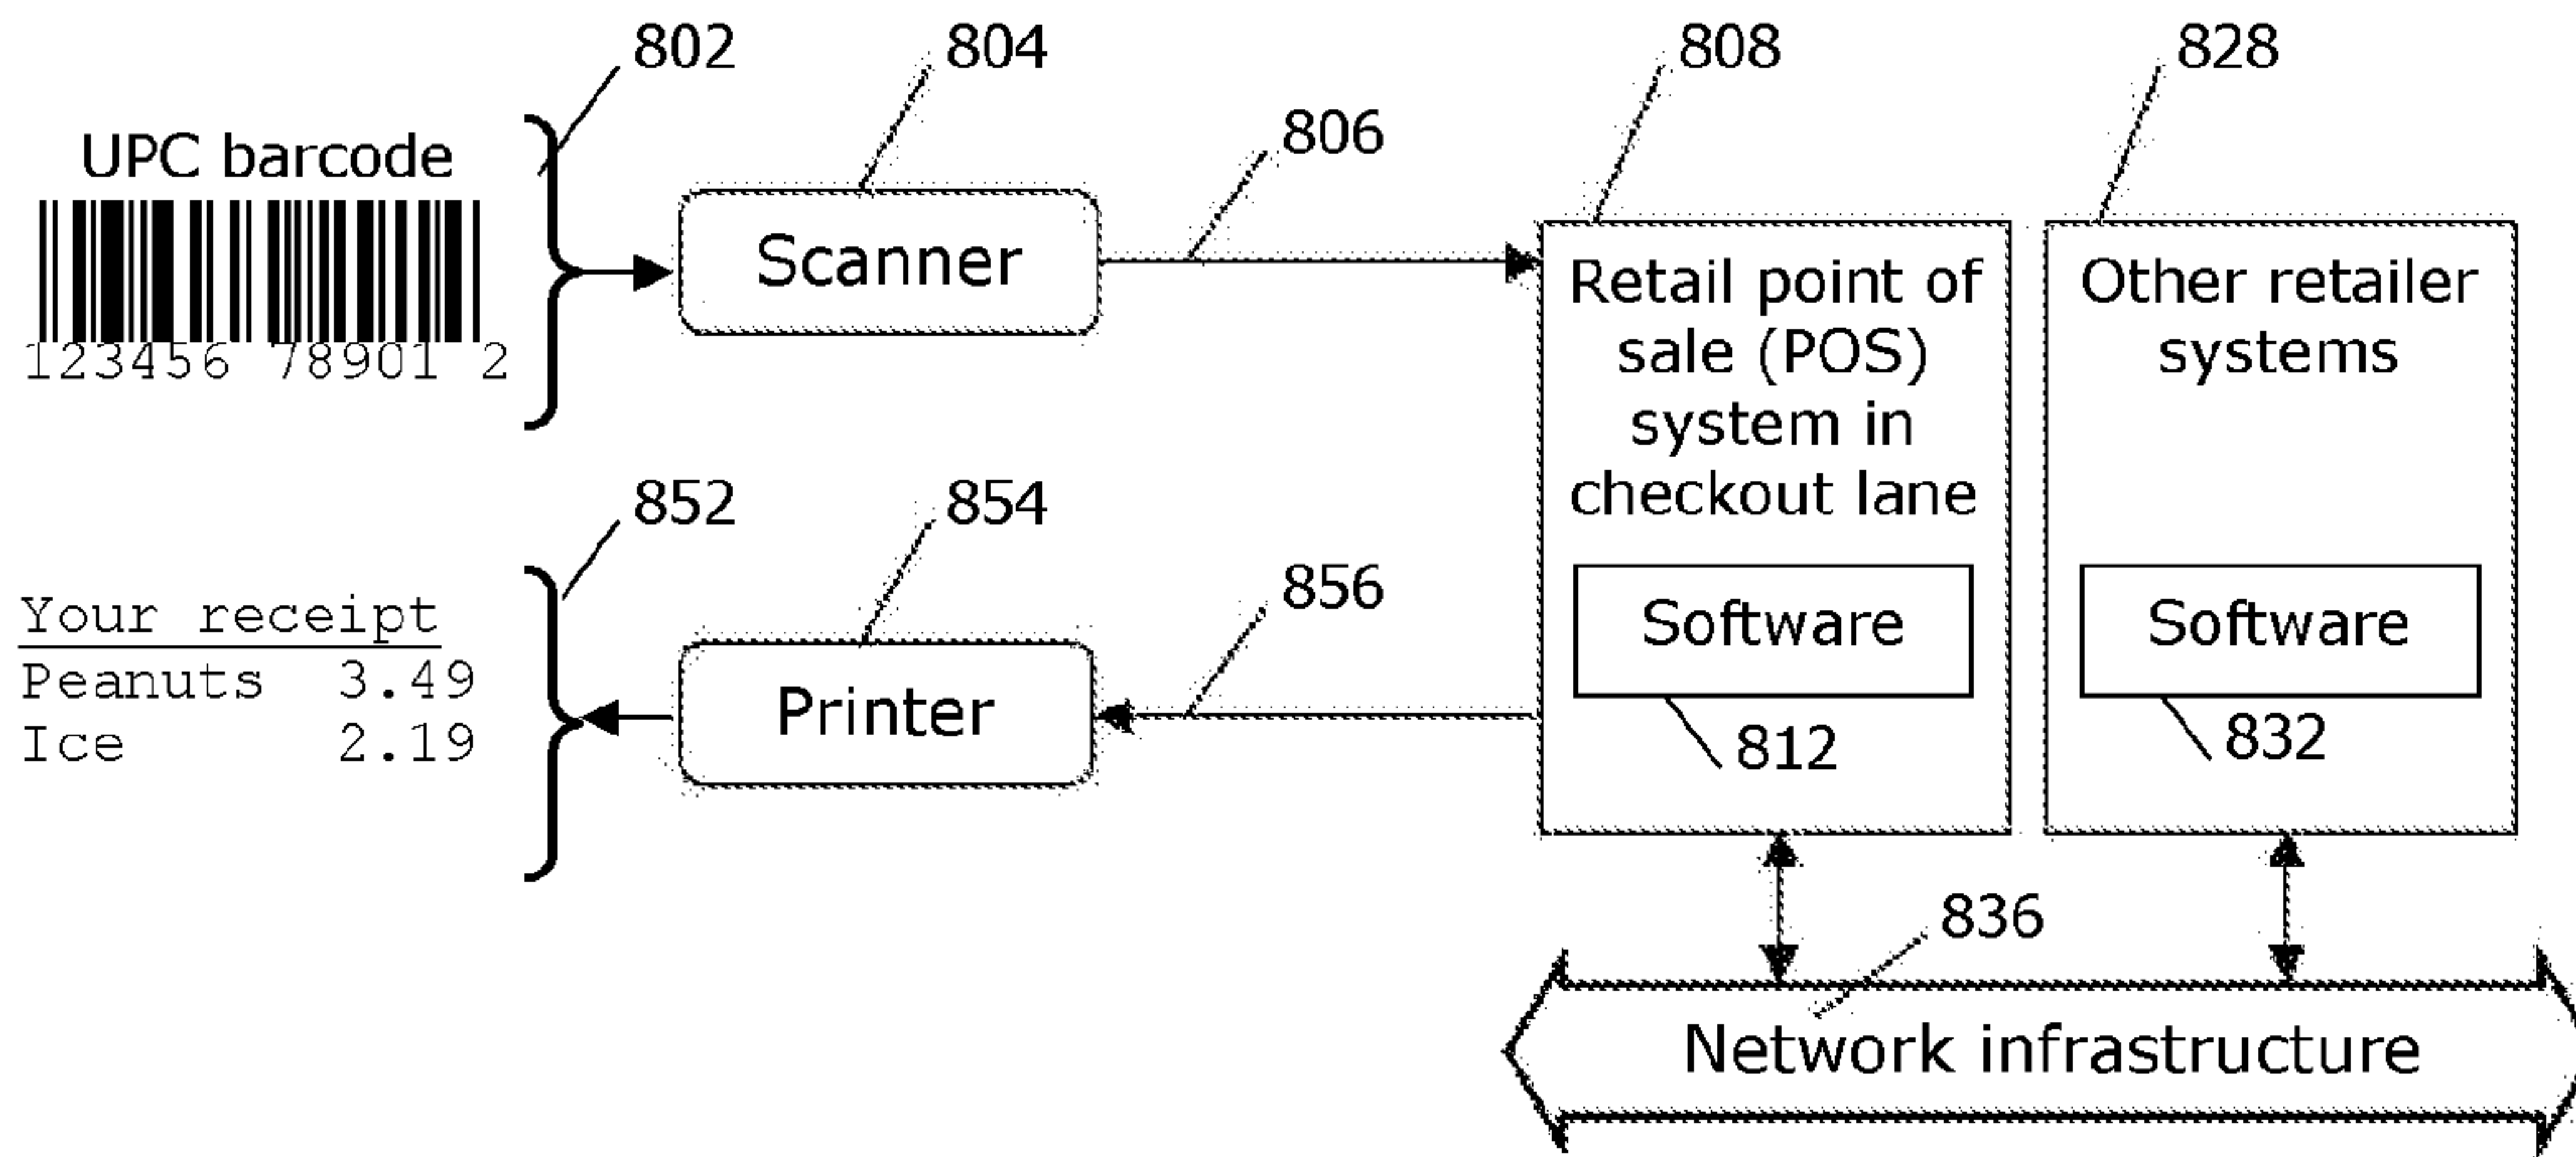 802
804
806
808
828
UPC barcode
123456 78901 2
Scanner
Retail point of
sale (POS)
system in
checkout lane
Software
812
Other retailer
systems
Software
832
852
854
856
Your receipt
Peanuts 3.49
Ice 2.19
Printer
836
Network infrastructure